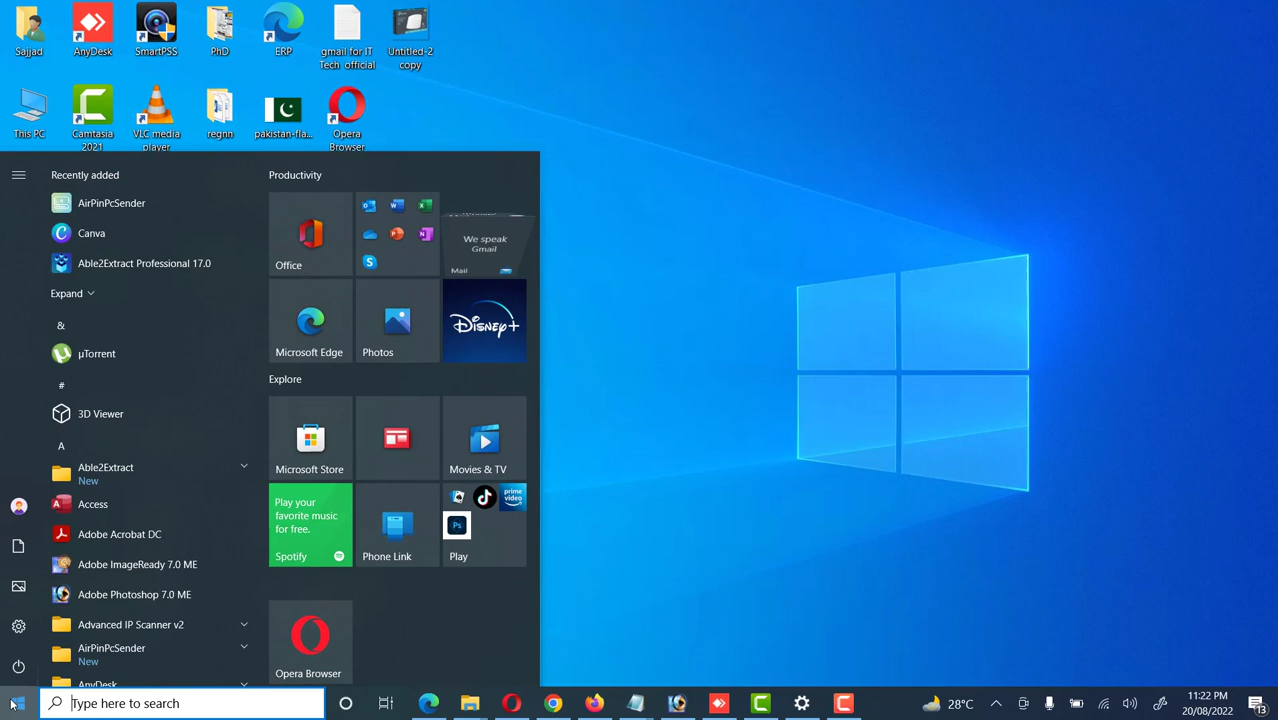 Sajjad
AnyDesk
SmartPSS
PhD
ERP
gmail for IT
Tech_official
Untitled-2
copy
This PC
Camtasia
2021
VLC media
player
regnn
pakistan-fla...
Opera
Browser
Recently added
AirPinPcSender
Canva
Able2Extract Professional 17.0
Expand
&
µTorrent
#
3D Viewer
A
Able2Extract
New
Access
Adobe Acrobat DC
Adobe ImageReady 7.0 ME
Adobe Photoshop 7.0 ME
Advanced IP Scanner v2
AirPinPcSender
New
AnyDesk
Productivity
Office
We speak
Gmail
Mail
Microsoft Edge
Photos
Disney+
Explore
Microsoft Store
Movies & TV
Play your
favorite music
for free.
Spotify
Phone Link
prime
video
Ps
Play
Opera Browser
Type here to search
28°C
11:22 PM
20/08/2022
13